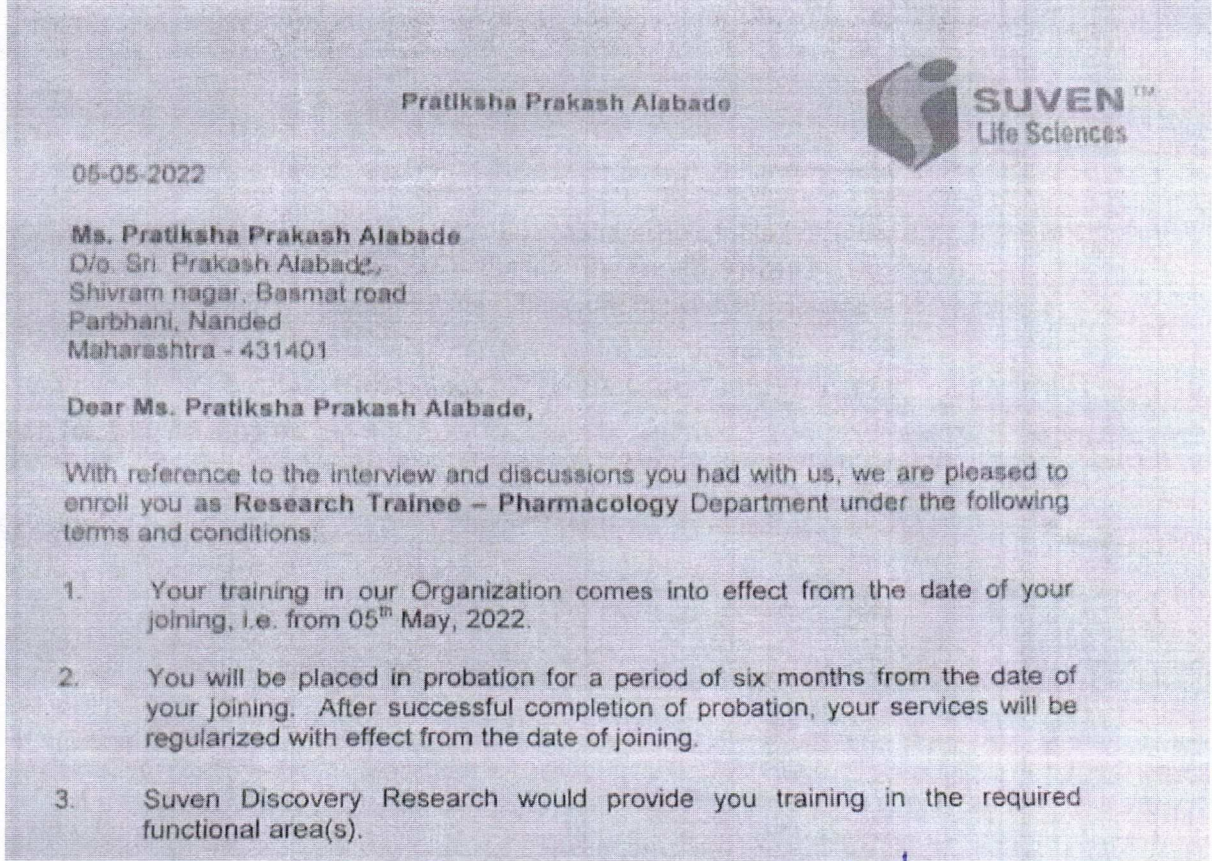 Pratiksha Prakash Alabade
SUVEN™
Life Sciences
05-05-2022
Ms. Pratiksha Prakash Alabade
D/o. Sri. Prakash Alabade,
Shivram nagar, Basmat road
Parbhani, Nanded
Maharashtra - 431401
Dear Ms. Pratiksha Prakash Alabade,
With reference to the interview and discussions you had with us, we are pleased to
enroll you as Research Trainee – Pharmacology Department under the following
terms and conditions:
1. Your training in our Organization comes into effect from the date of your
joining, i.e. from 05th May, 2022.
2. You will be placed in probation for a period of six months from the date of
your joining. After successful completion of probation, your services will be
regularized with effect from the date of joining.
3. Suven Discovery Research would provide you training in the required
functional area(s).